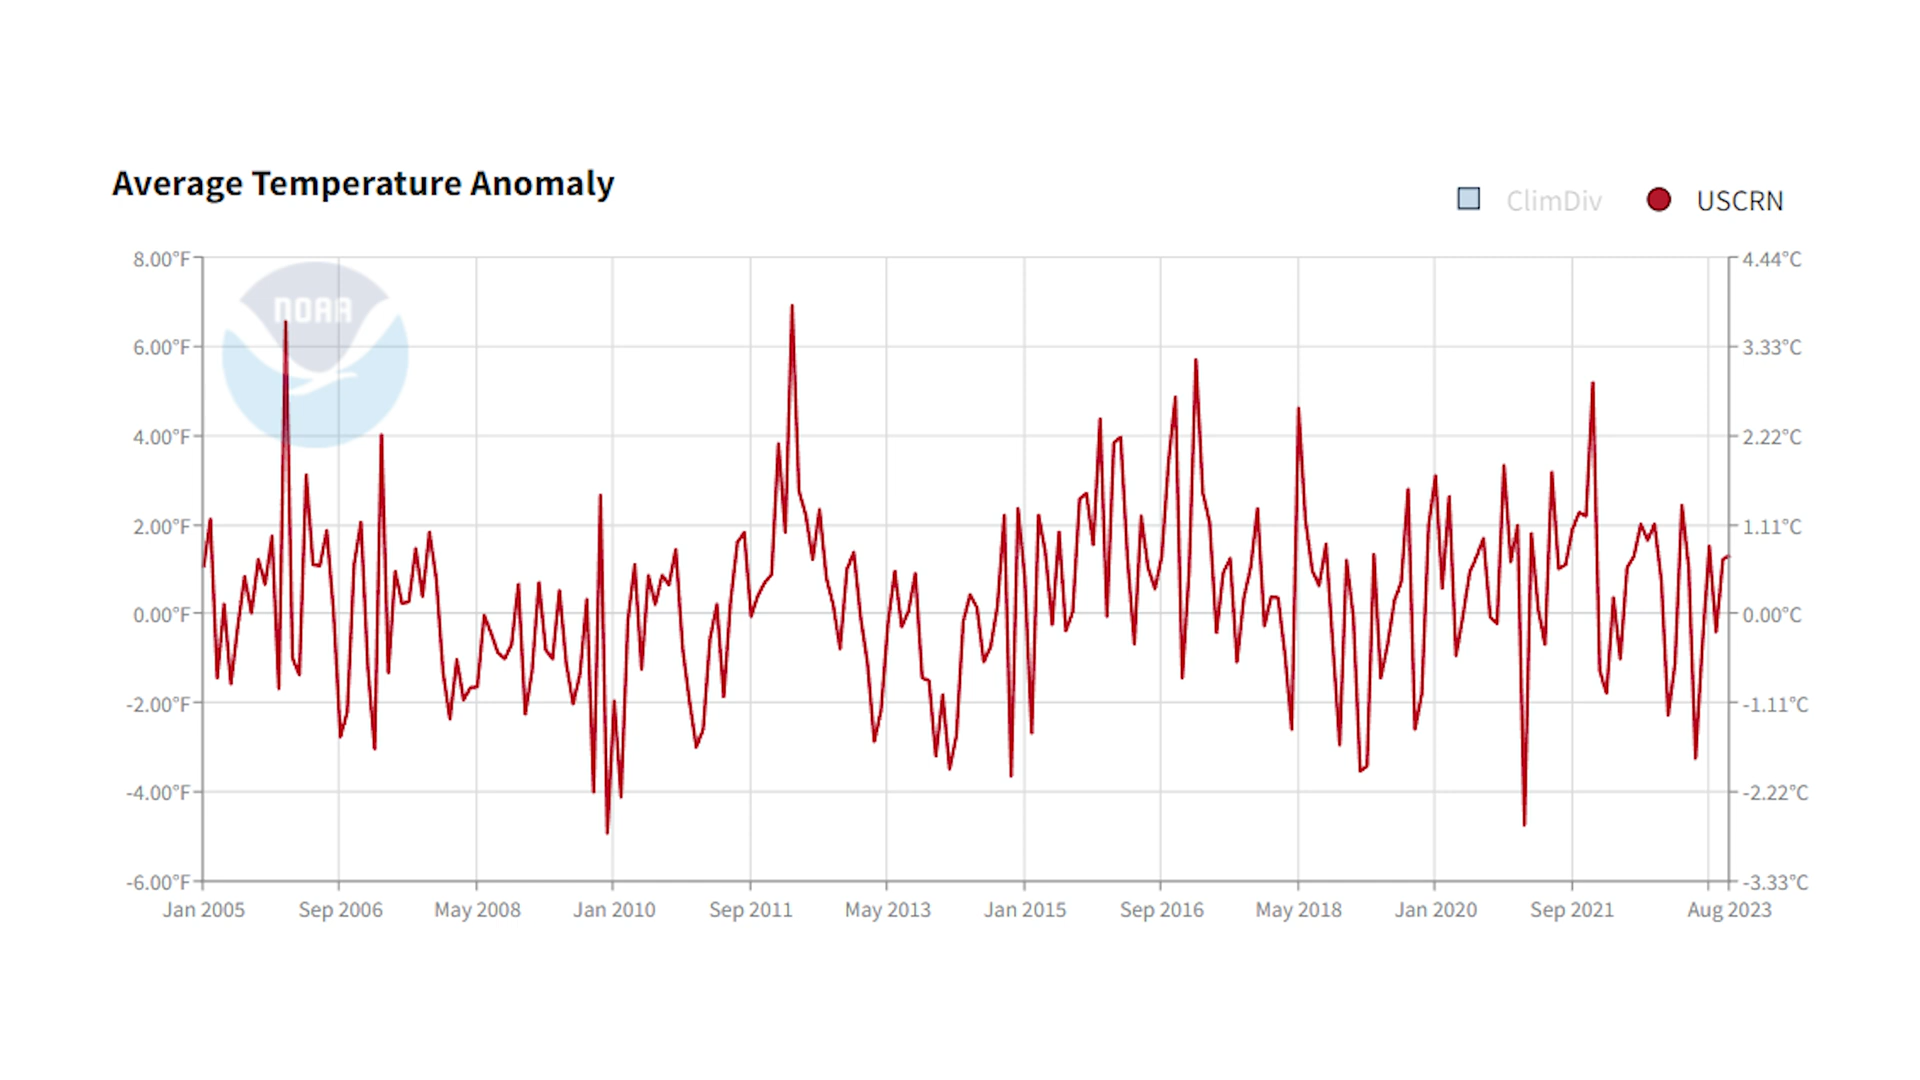 Average Temperature Anomaly
ClimDiv USCRN
8.00°F 4.44°C
NOAA
6.00°F 3.33°C
4.00°F 2.22°C
2.00°F 1.11°C
0.00°F 0.00°C
-2.00°F -1.11°C
-4.00°F -2.22°C
-6.00°F -3.33°C
Jan 2005 Sep 2006 May 2008 Jan 2010 Sep 2011 May 2013 Jan 2015 Sep 2016 May 2018 Jan 2020 Sep 2021 Aug 2023